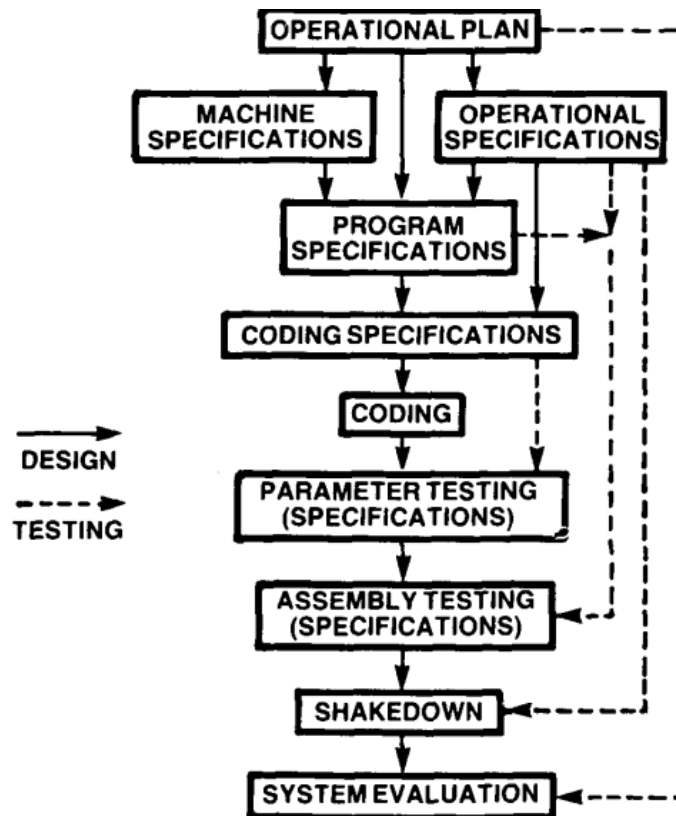 OPERATIONAL PLAN
MACHINE
SPECIFICATIONS
OPERATIONAL
SPECIFICATIONS
PROGRAM
SPECIFICATIONS
CODING SPECIFICATIONS
CODING
DESIGN
TESTING
PARAMETER TESTING
(SPECIFICATIONS)
ASSEMBLY TESTING
(SPECIFICATIONS)
SHAKEDOWN
SYSTEM EVALUATION